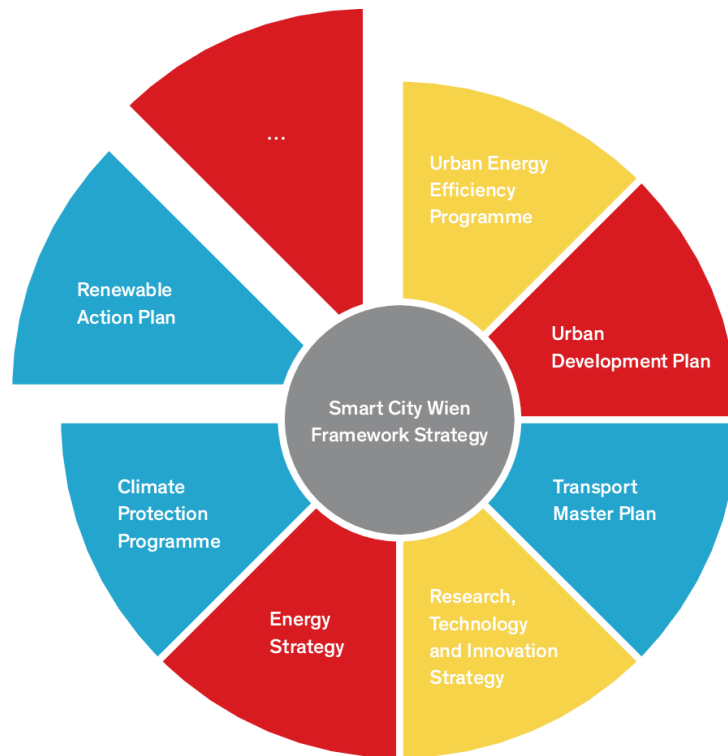 ...
Urban Energy
Efficiency
Programme
Renewable
Action Plan
Urban
Development Plan
Smart City Wien
Framework Strategy
Climate
Protection
Programme
Transport
Master Plan
Research,
Technology
and Innovation
Strategy
Energy
Strategy